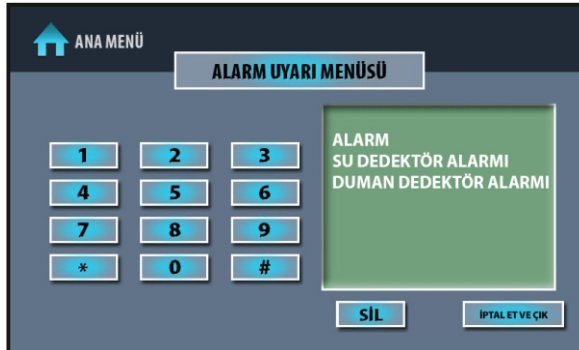 ANA MENÜ
ALARM UYARI MENÜSÜ
1 2 3
4 5 6
7 8 9
* 0 #
ALARM
SU DEDEKTÖR ALARMI
DUMAN DEDEKTÖR ALARMI
SİL
İPTAL ET VE ÇIK